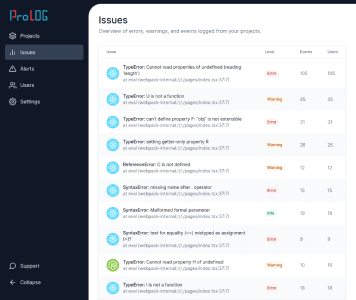 ProLOG
Projects
Issues
Alerts
Users
Settings
Support
Collapse
Issues
Overview of errors, warnings, and events logged from your projects.
Issue Level Events Users
TypeError: Cannot read properties of undefined (reading
'length')
at eval (webpack-internal:///./pages/index.tsx:37:7)
Error 105 105
TypeError: U is not a function
at eval (webpack-internal:///./pages/index.tsx:37:7)
Warning 45 45
TypeError: can't define property F: "obj" is not extensible
at eval (webpack-internal:///./pages/index.tsx:37:7)
Error 31 31
TypeError: setting getter-only property R
at eval (webpack-internal:///./pages/index.tsx:37:7)
Warning 26 26
ReferenceError: C is not defined
at eval (webpack-internal:///./pages/index.tsx:37:7)
Warning 12 12
SyntaxError: missing name after . operator
at eval (webpack-internal:///./pages/index.tsx:37:7)
Error 15 15
SyntaxError: Malformed formal parameter
at eval (webpack-internal:///./pages/index.tsx:37:7)
Info
SyntaxError: test for equality (==) mistyped as assignment
(=)?
at eval (webpack-internal:///./pages/index.tsx:37:7)
Error
TypeError: Cannot read property H of undefined
at eval (webpack-internal:///./pages/index.tsx:37:7)
Warning 10 10
TypeError: I is not a function
at eval (webpack-internal:///./pages/index.tsx:37:7)
Error 18 18